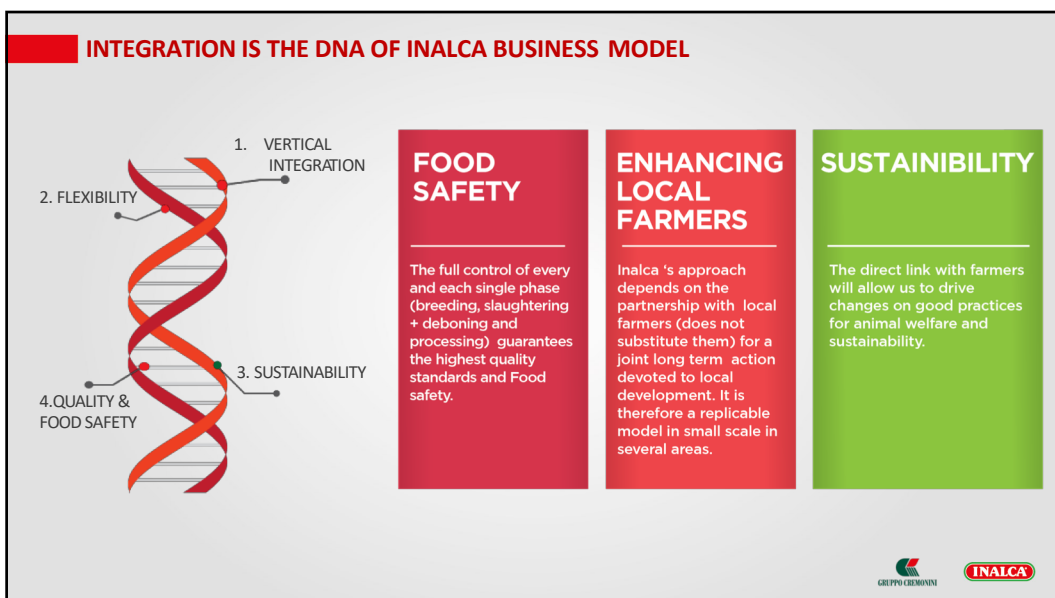 INTEGRATION IS THE DNA OF INALCA BUSINESS MODEL
1. VERTICAL
INTEGRATION
2. FLEXIBILITY
3. SUSTAINABILITY
4.QUALITY &
FOOD SAFETY
FOOD
SAFETY
The full control of every
and each single phase
(breeding, slaughtering
+ deboning and
processing) guarantees
the highest quality
standards and Food
safety.
ENHANCING
LOCAL
FARMERS
Inalca ‘s approach
depends on the
partnership with local
farmers (does not
substitute them) for a
joint long term action
devoted to local
development. It is
therefore a replicable
model in small scale in
several areas.
SUSTAINIBILITY
The direct link with farmers
will allow us to drive
changes on good practices
for animal welfare and
sustainability.
GRUPPO CREMONINI
INALCA